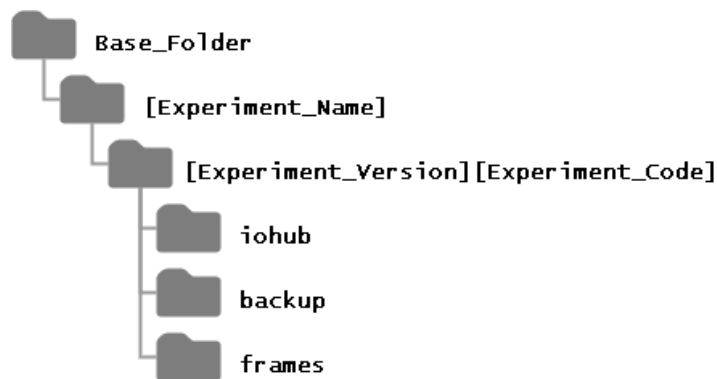 Base_Folder
[Experiment_Name]
[Experiment_Version][Experiment_Code]
iohub
backup
frames